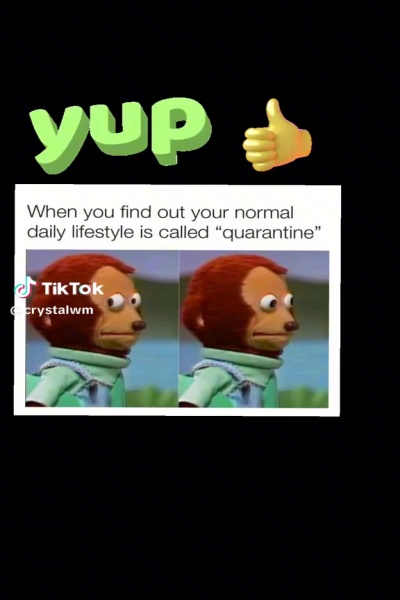 yup
When you find out your normal
daily lifestyle is called “quarantine”
TikTok
@crystalwm